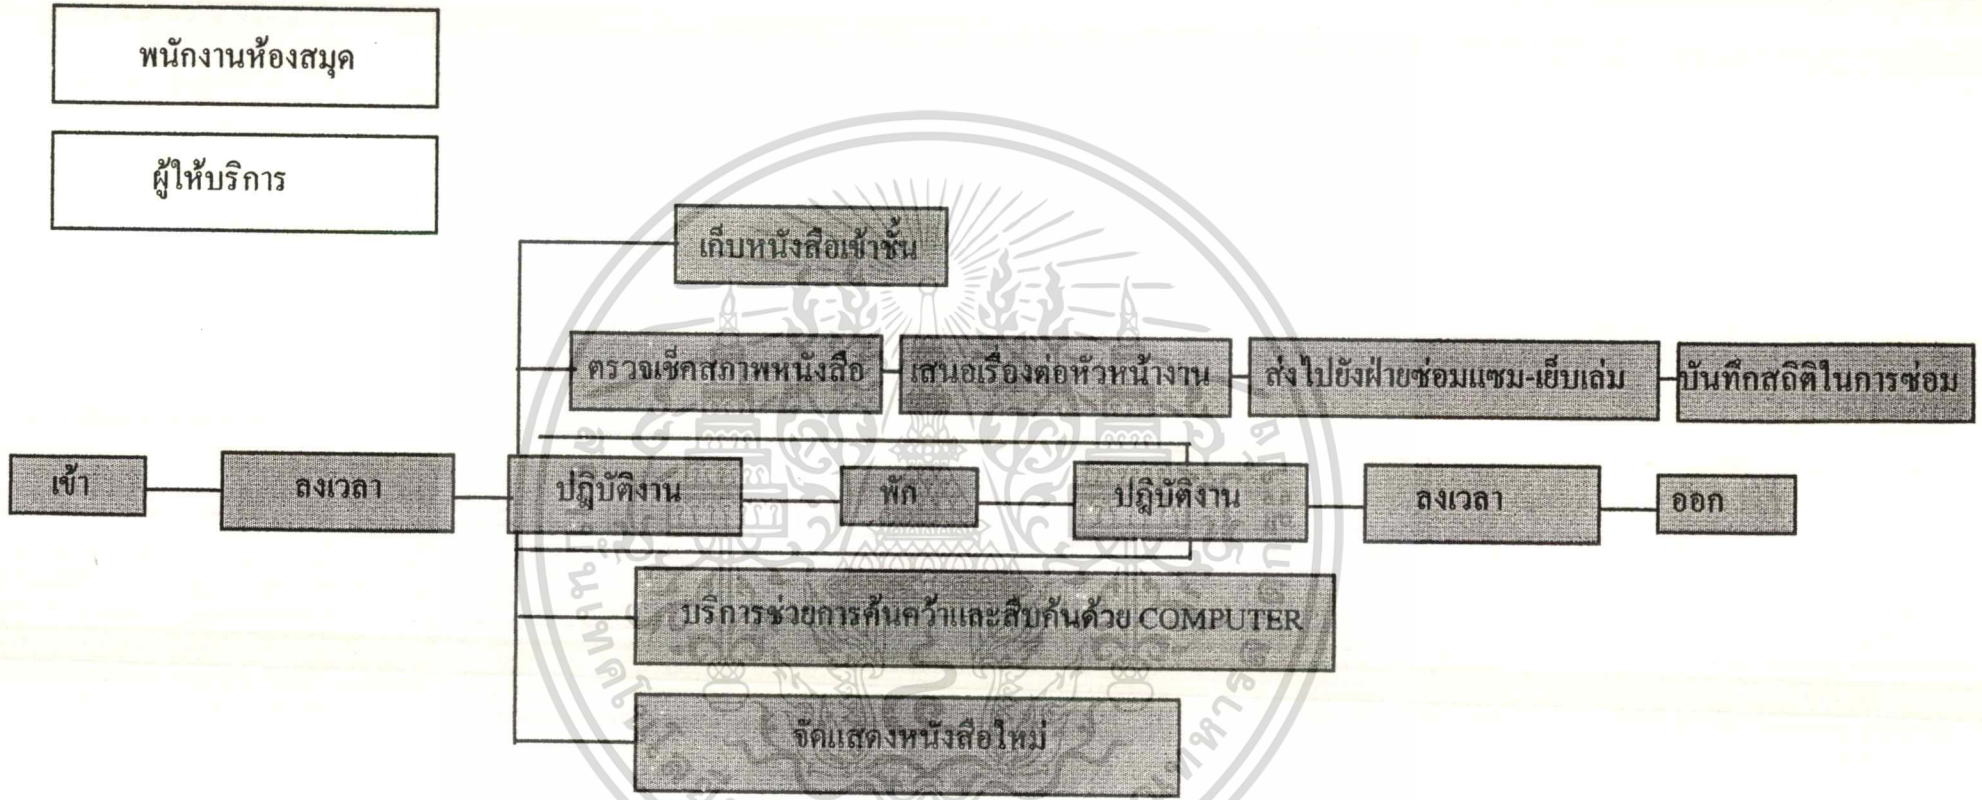 พนักงานห้องสมุด
ผู้ให้บริการ
เก็บหนังสือเข้าชั้น
ตรวจเช็คสภาพหนังสือ
เสนอเรื่องต่อหัวหน้างาน
ส่งไปยังฝ่ายซ่อมแซม-เย็บเล่ม
บันทึกสถิติในการซ่อม
เข้า
ลงเวลา
ปฎิบัติงาน
พัก
ปฎิบัติงาน
ลงเวลา
ออก
บริการช่วยการค้นคว้าและสืบค้นด้วย COMPUTER
จัดแสดงหนังสือใหม่